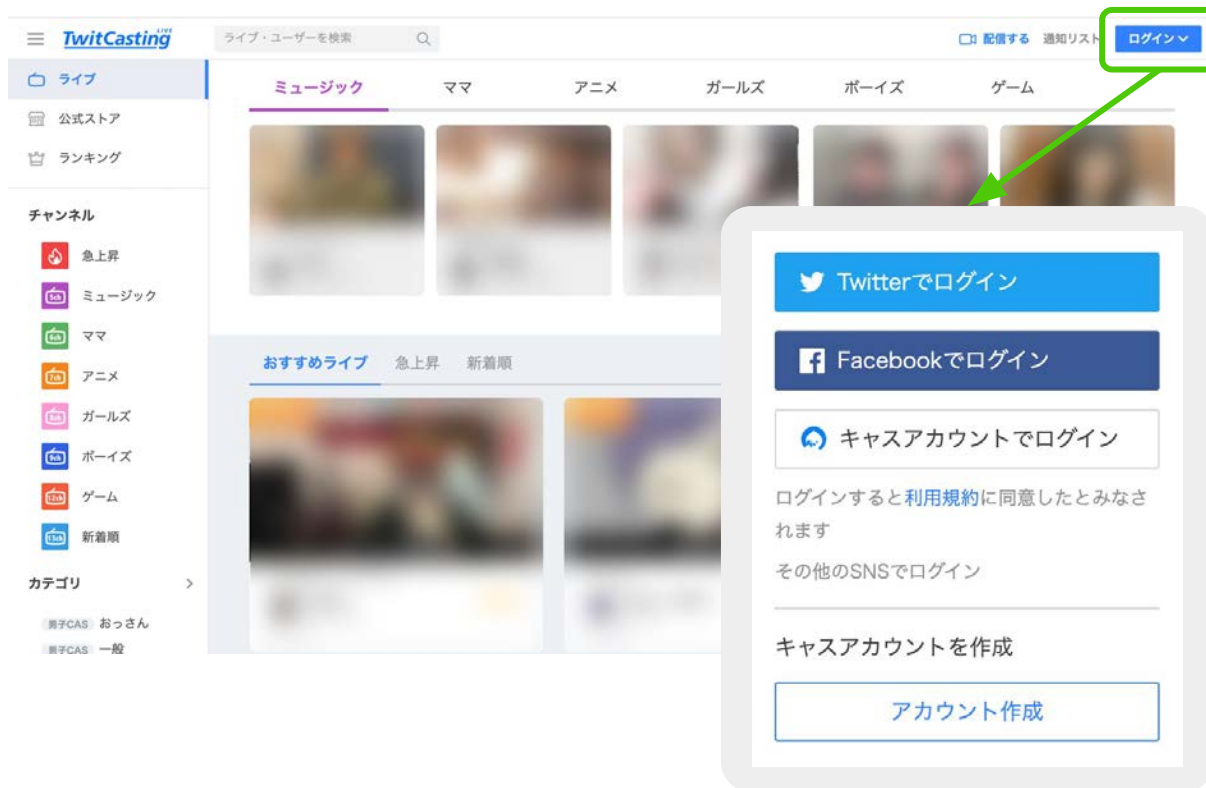 TwitCasting LIVE
ライブ・ユーザーを検索
配信する
通知リスト
ログイン
ライブ
公式ストア
ランキング
チャンネル
急上昇
5ch ミュージック
6ch ママ
7ch アニメ
8ch ガールズ
9ch ボーイズ
12ch ゲーム
15ch 新着順
カテゴリ
男子CAS おっさん
男子CAS 一般
ミュージック ママ アニメ ガールズ ボーイズ ゲーム
おすすめライブ 急上昇 新着順
Twitterでログイン
Facebookでログイン
キャスアカウントでログイン
ログインすると利用規約に同意したとみなさ
れます
その他のSNSでログイン
キャスアカウントを作成
アカウント作成